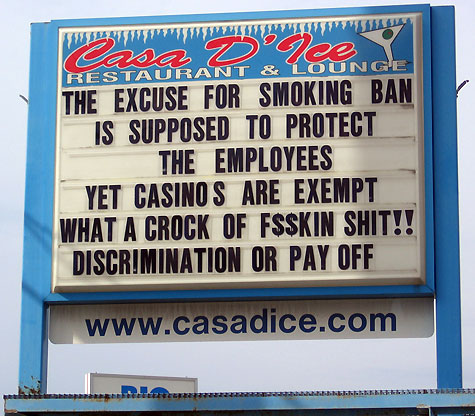 Casa D'Ice
RESTAURANT & LOUNGE
THE EXCUSE FOR SMOKING BAN
IS SUPPOSED TO PROTECT
THE EMPLOYEES
YET CASINOS ARE EXEMPT
WHAT A CROCK OF F$$KIN SHIT!!
DISCR!MINATION OR PAY OFF
www.casadice.com